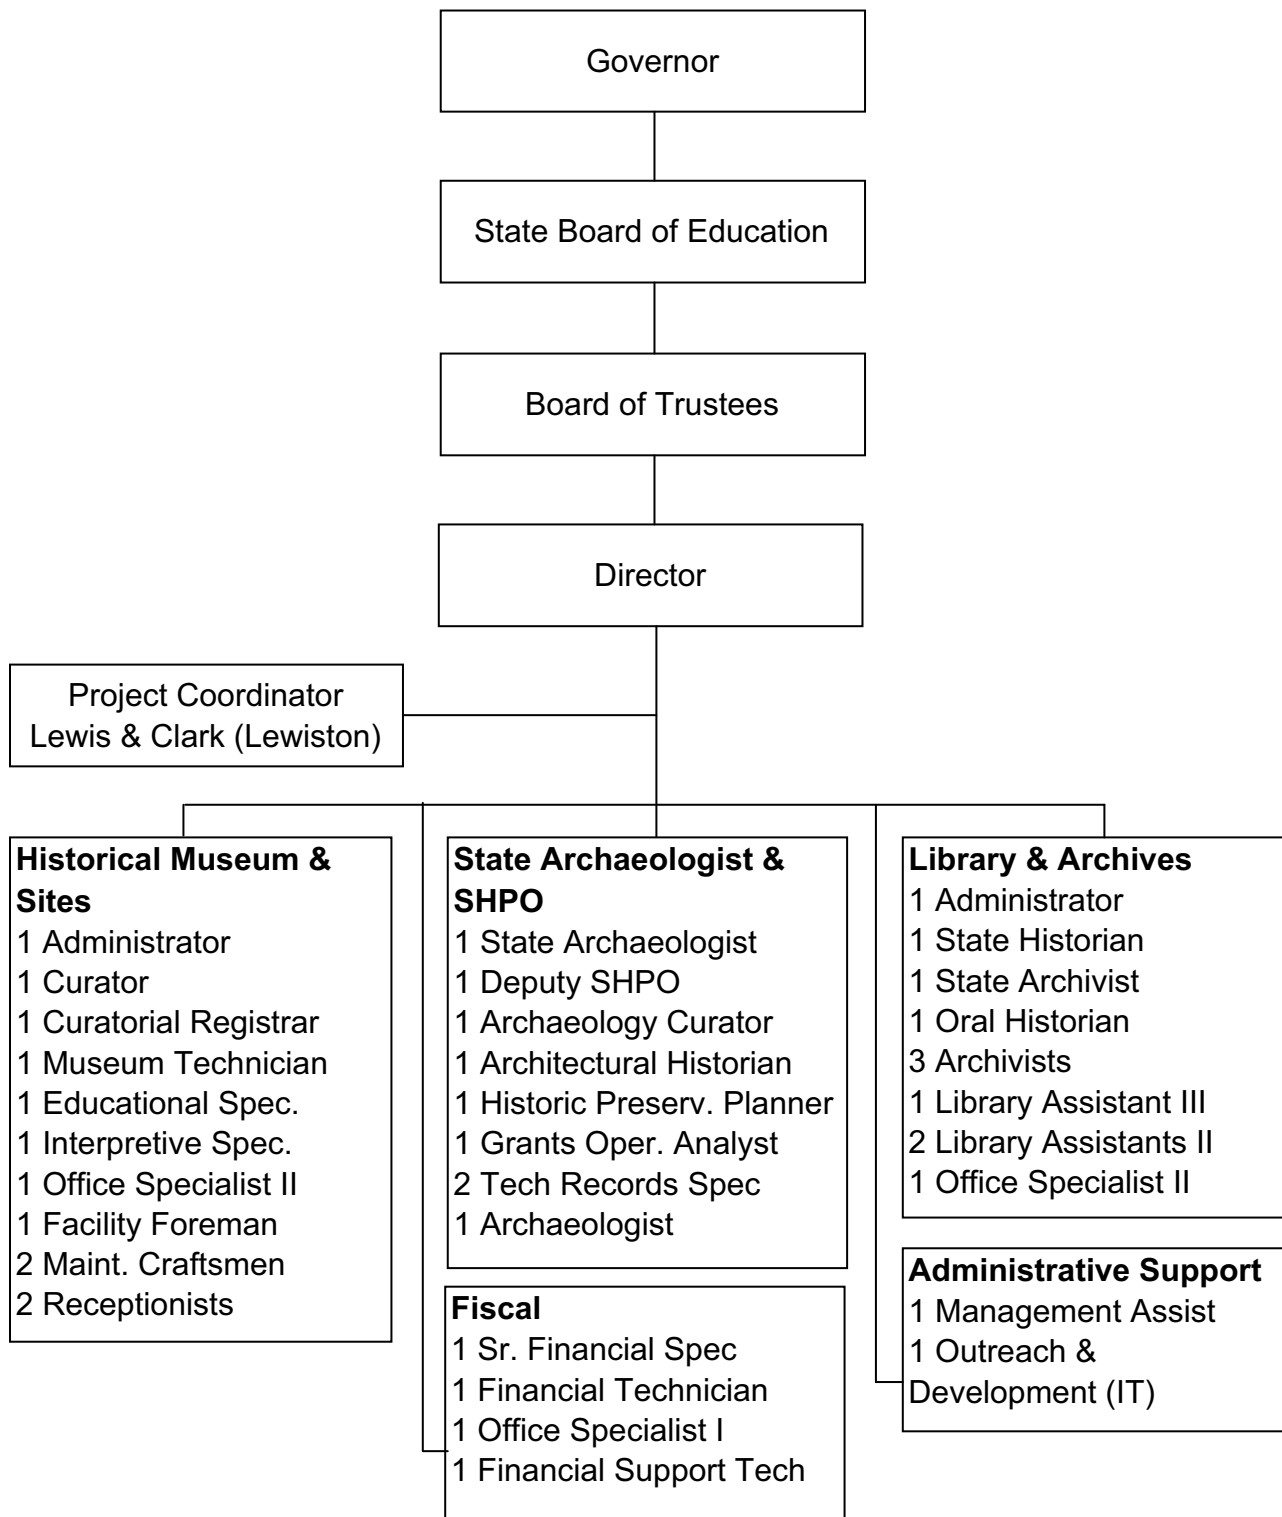 Governor
State Board of Education
Board of Trustees
Director
Project Coordinator
Lewis & Clark (Lewiston)
Historical Museum &
Sites
1 Administrator
1 Curator
1 Curatorial Registrar
1 Museum Technician
1 Educational Spec.
1 Interpretive Spec.
1 Office Specialist II
1 Facility Foreman
2 Maint. Craftsmen
2 Receptionists
State Archaeologist &
SHPO
1 State Archaeologist
1 Deputy SHPO
1 Archaeology Curator
1 Architectural Historian
1 Historic Preserv. Planner
1 Grants Oper. Analyst
2 Tech Records Spec
1 Archaeologist
Fiscal
1 Sr. Financial Spec
1 Financial Technician
1 Office Specialist I
1 Financial Support Tech
Library & Archives
1 Administrator
1 State Historian
1 State Archivist
1 Oral Historian
3 Archivists
1 Library Assistant III
2 Library Assistants II
1 Office Specialist II
Administrative Support
1 Management Assist
1 Outreach &
Development (IT)